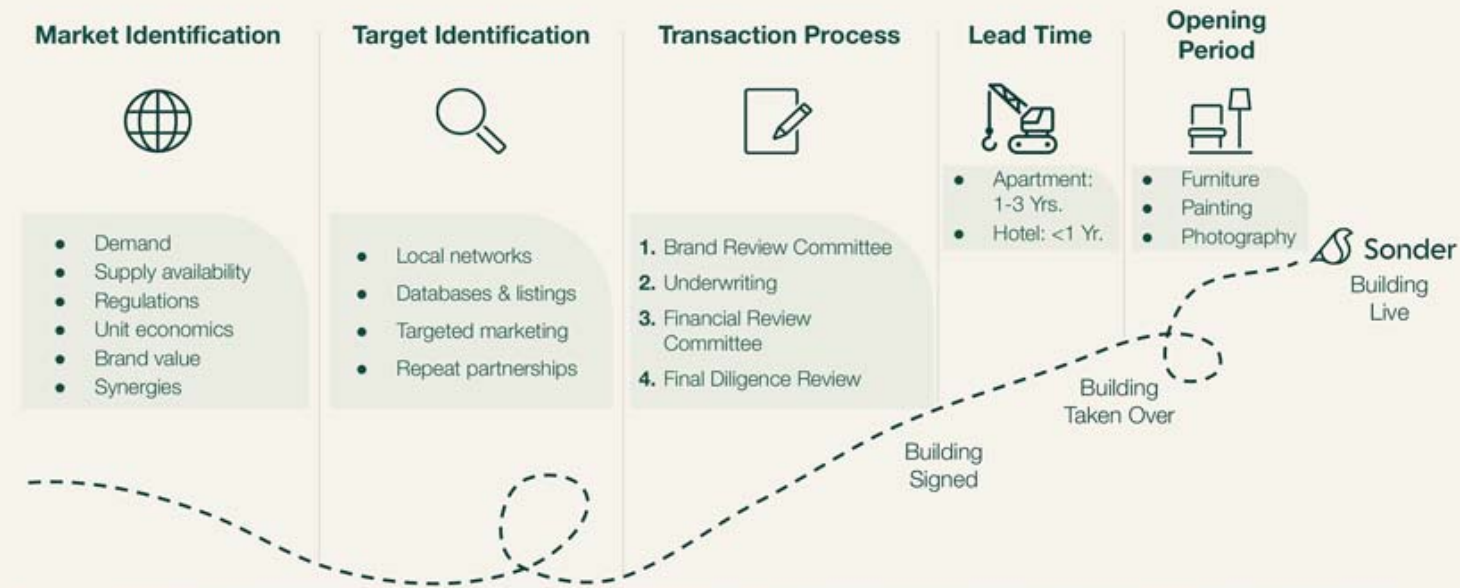 Market Identification
Demand
Supply availability
Regulations
Unit economics
Brand value
Synergies
Target Identification
Local networks
Databases & listings
Targeted marketing
Repeat partnerships
Transaction Process
1. Brand Review Committee
2. Underwriting
3. Financial Review
Committee
4. Final Diligence Review
Lead Time
Apartment:
1-3 Yrs.
Hotel: <1 Yr.
Opening
Period
Furniture
Painting
Photography
Building
Signed
Building
Taken Over
Sonder
Building
Live